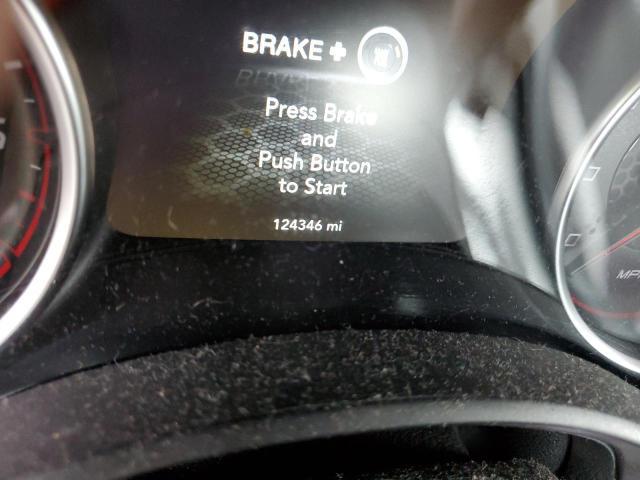 BRAKE +
Press Brake
and
Push Button
to Start
124346 mi